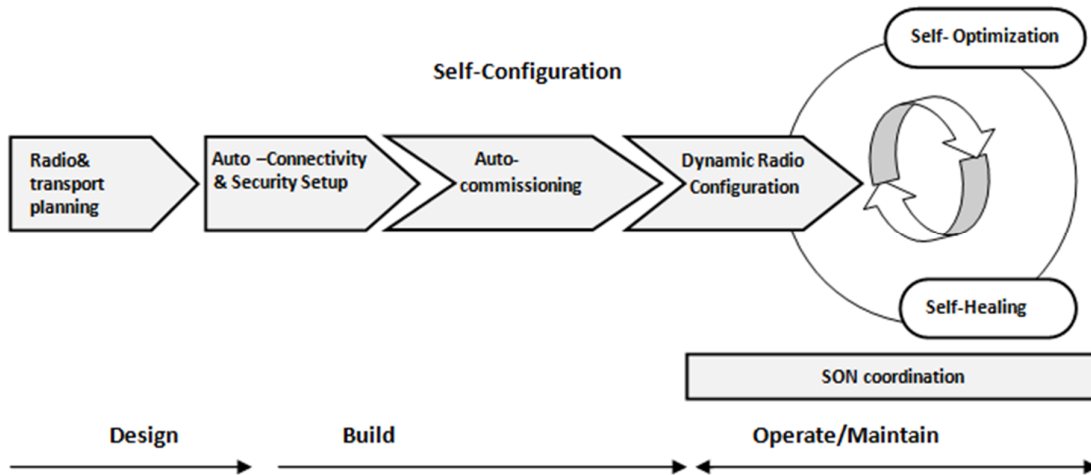 Self- Optimization
Self-Configuration
Radio&
transport
planning
Auto –Connectivity
& Security Setup
Auto-
commissioning
Dynamic Radio
Configuration
Self-Healing
SON coordination
Design
Build
Operate/Maintain